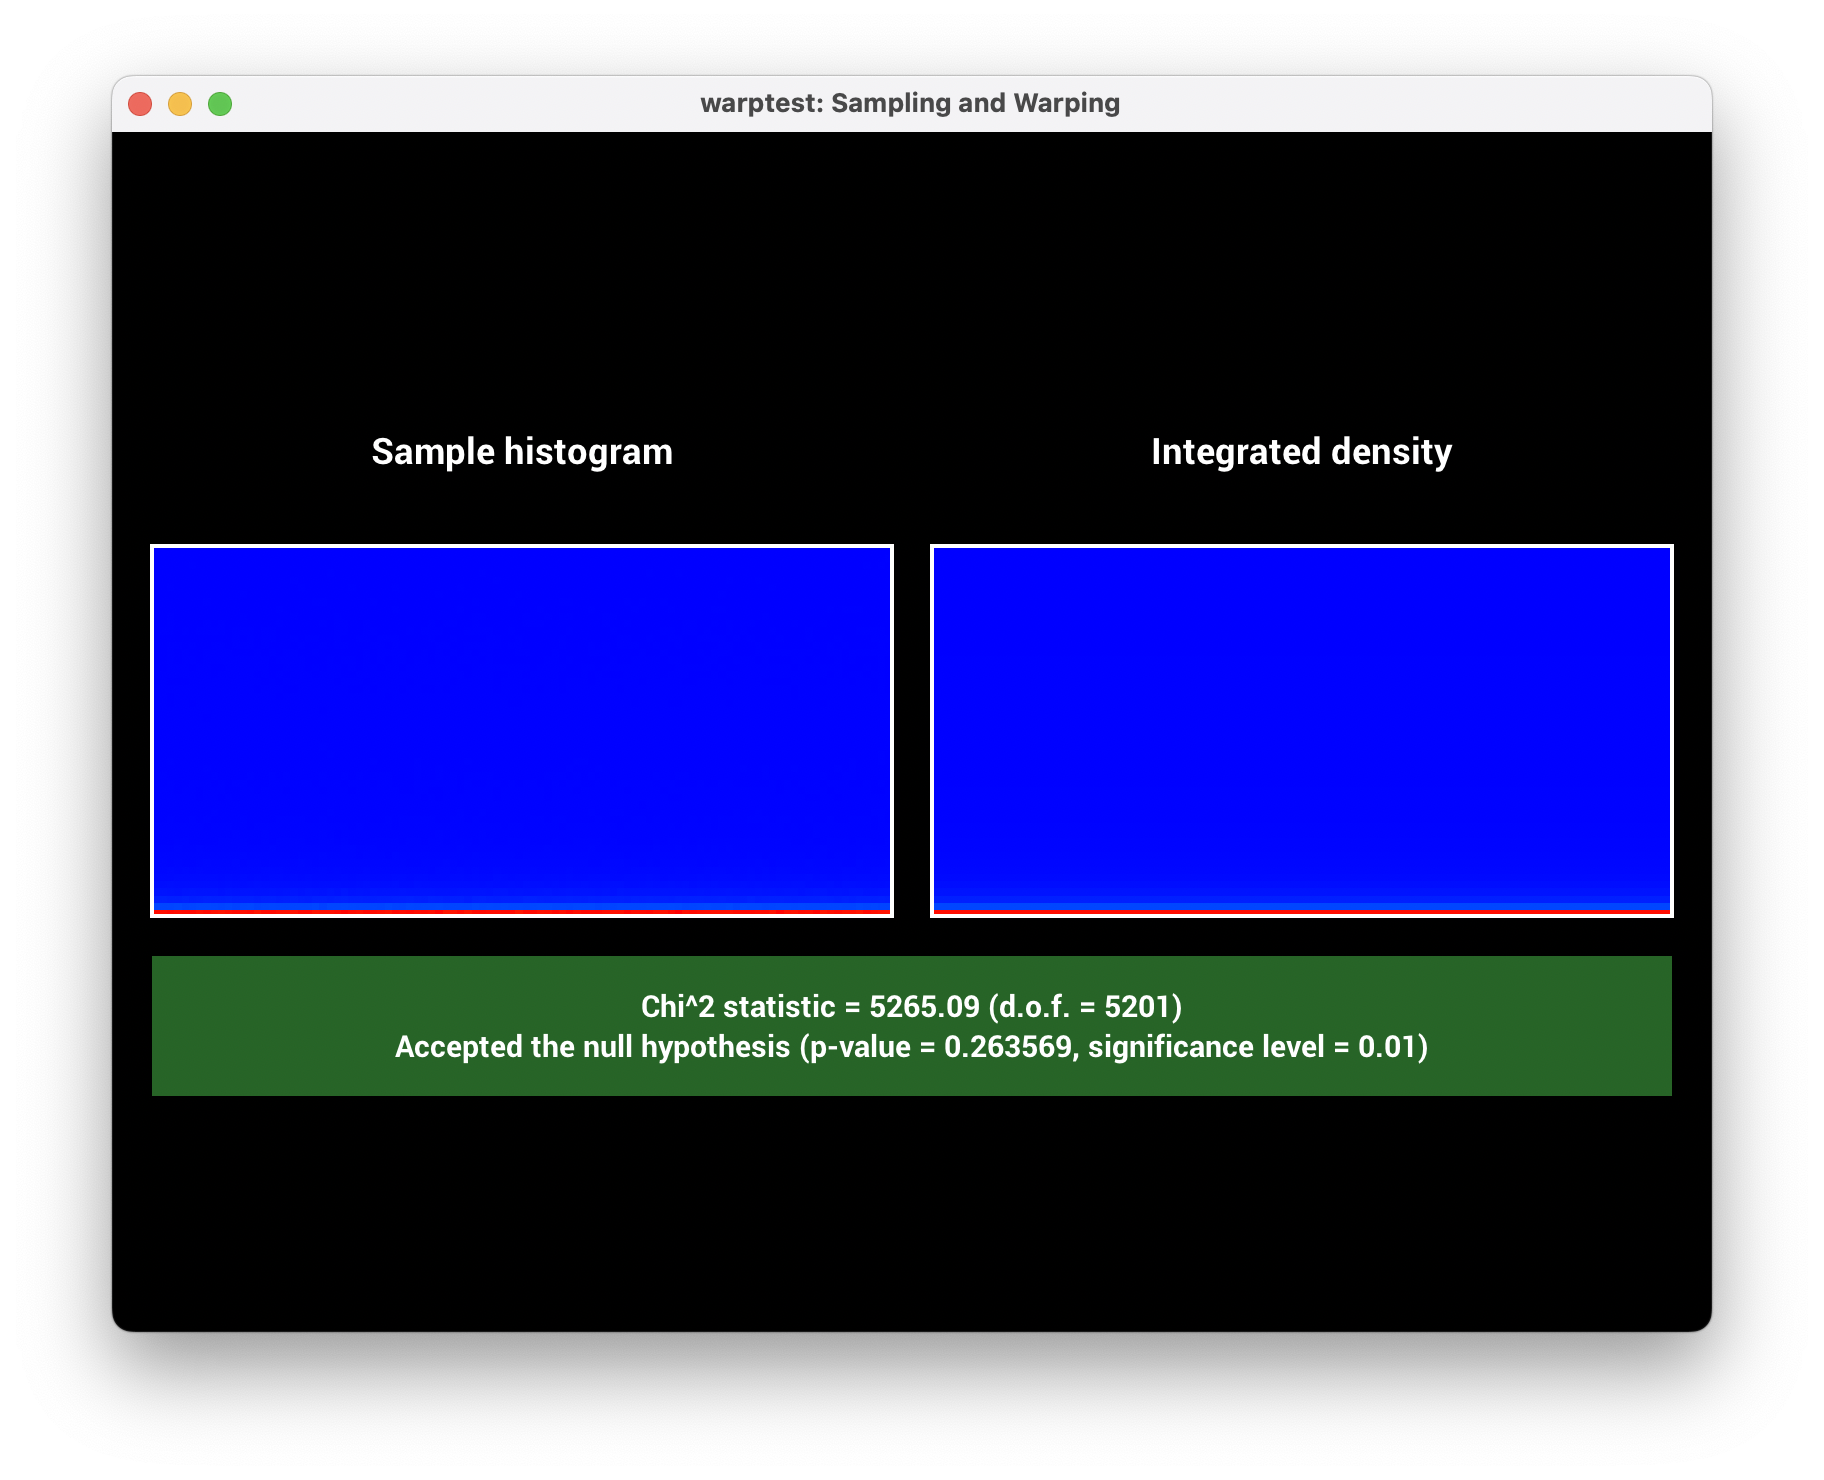 warptest: Sampling and Warping
Sample histogram
Integrated density
Chi^2 statistic = 5265.09 (d.o.f. = 5201)
Accepted the null hypothesis (p-value = 0.263569, significance level = 0.01)